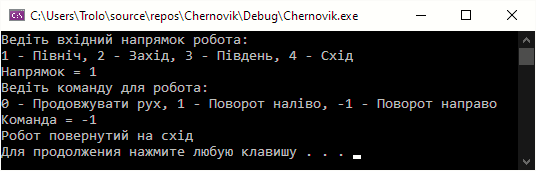 C:\Users\Trolo\source\repos\Chernovik\Debug\Chernovik.exe
Ведіть вхідний напрямок робота:
1 - Північ, 2 - Захід, 3 - Південь, 4 - Схід
Напрямок = 1
Ведіть команду для робота:
0 - Продовжувати рух, 1 - Поворот наліво, -1 - Поворот направо
Команда = -1
Робот повернутий на схід
Для продолжения нажмите любую клавишу . . .